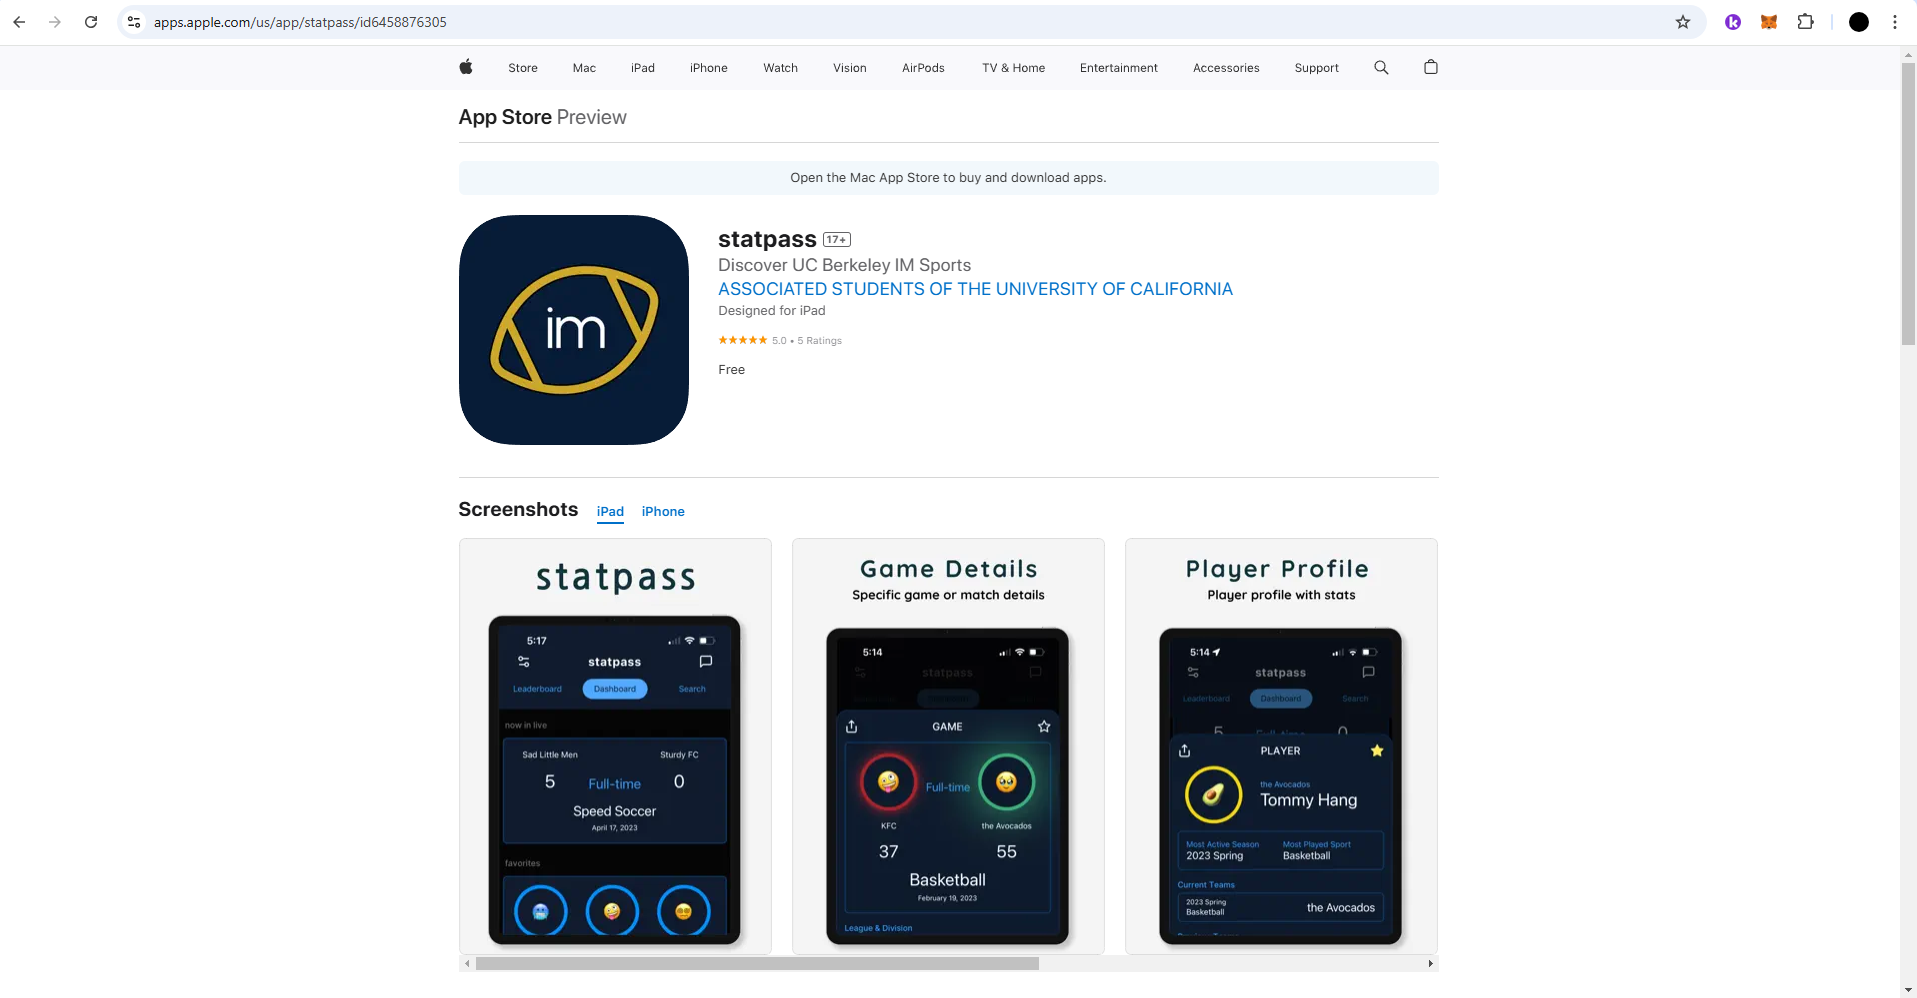 apps.apple.com/us/app/statpass/id6458876305
Store Mac iPad iPhone Watch Vision AirPods TV & Home Entertainment Accessories Support
App Store Preview
Open the Mac App Store to buy and download apps.
im
statpass 17+
Discover UC Berkeley IM Sports
ASSOCIATED STUDENTS OF THE UNIVERSITY OF CALIFORNIA
Designed for iPad
5.0 • 5 Ratings
Free
Screenshots iPad iPhone
statpass
5:17
statpass
Leaderboard Dashboard Search
now in live
Sad Little Men Sturdy FC
5 Full-time 0
Speed Soccer
April 17, 2023
favorites
Game Details
Specific game or match details
5:14
statpass
GAME
Full-time
KFC the Avocados
37 55
Basketball
February 19, 2023
League & Division
Player Profile
Player profile with stats
5:14
statpass
Leaderboard Dashboard Search
5 Full-time 0
PLAYER
the Avocados
Tommy Hang
Most Active Season Most Played Sport
2023 Spring Basketball
Current Teams
2023 Spring
Basketball the Avocados